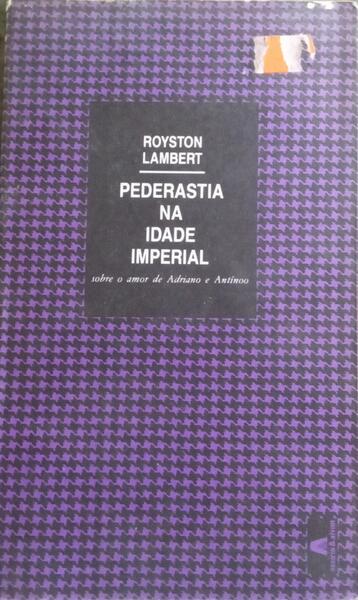 ROYSTON
LAMBERT
PEDERASTIA
NA
IDADE
IMPERIAL
sobre o amor de Adriano e Antínoo